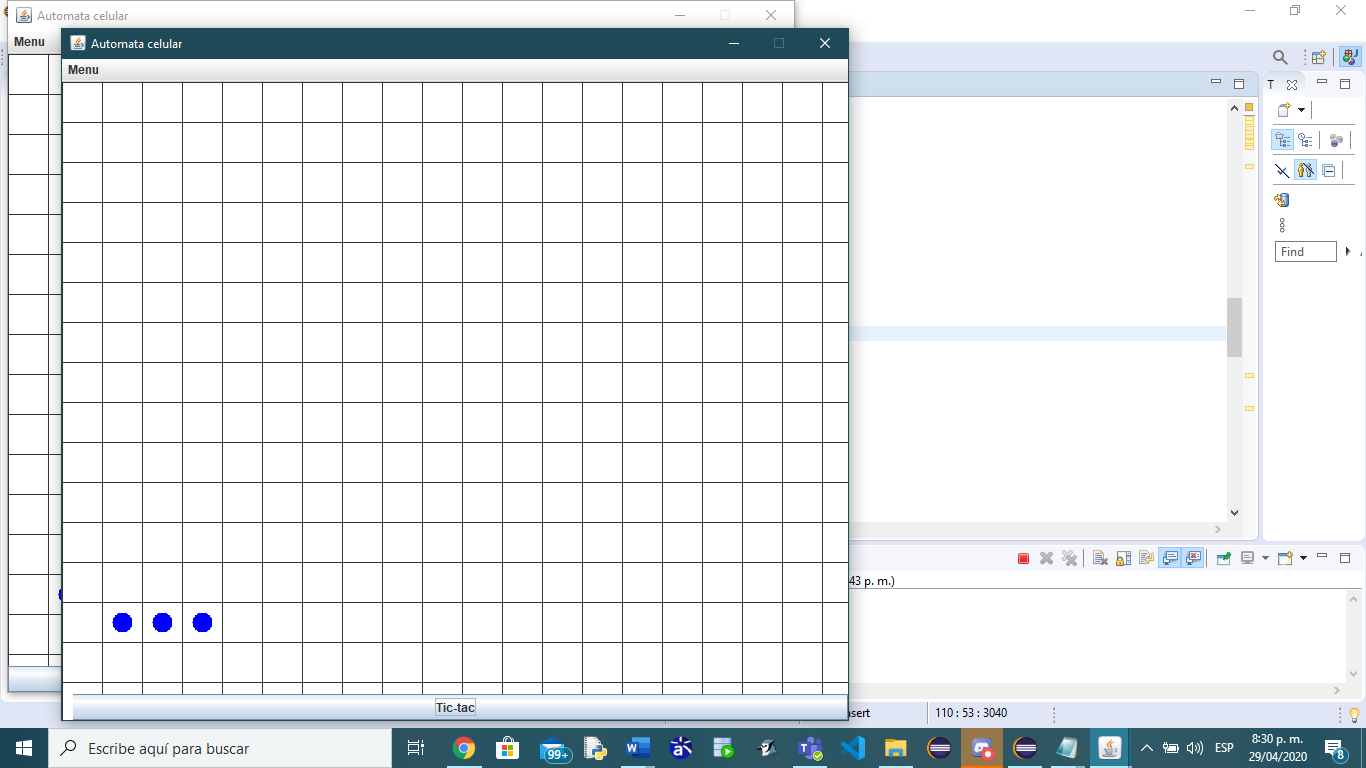 Automata celular
Menu
Automata celular
Menu
T
Find
43 p. m.)
Tic-tac
110 : 53 : 3040
Escribe aquí para buscar
99+
ESP
8:30 p. m.
29/04/2020
8